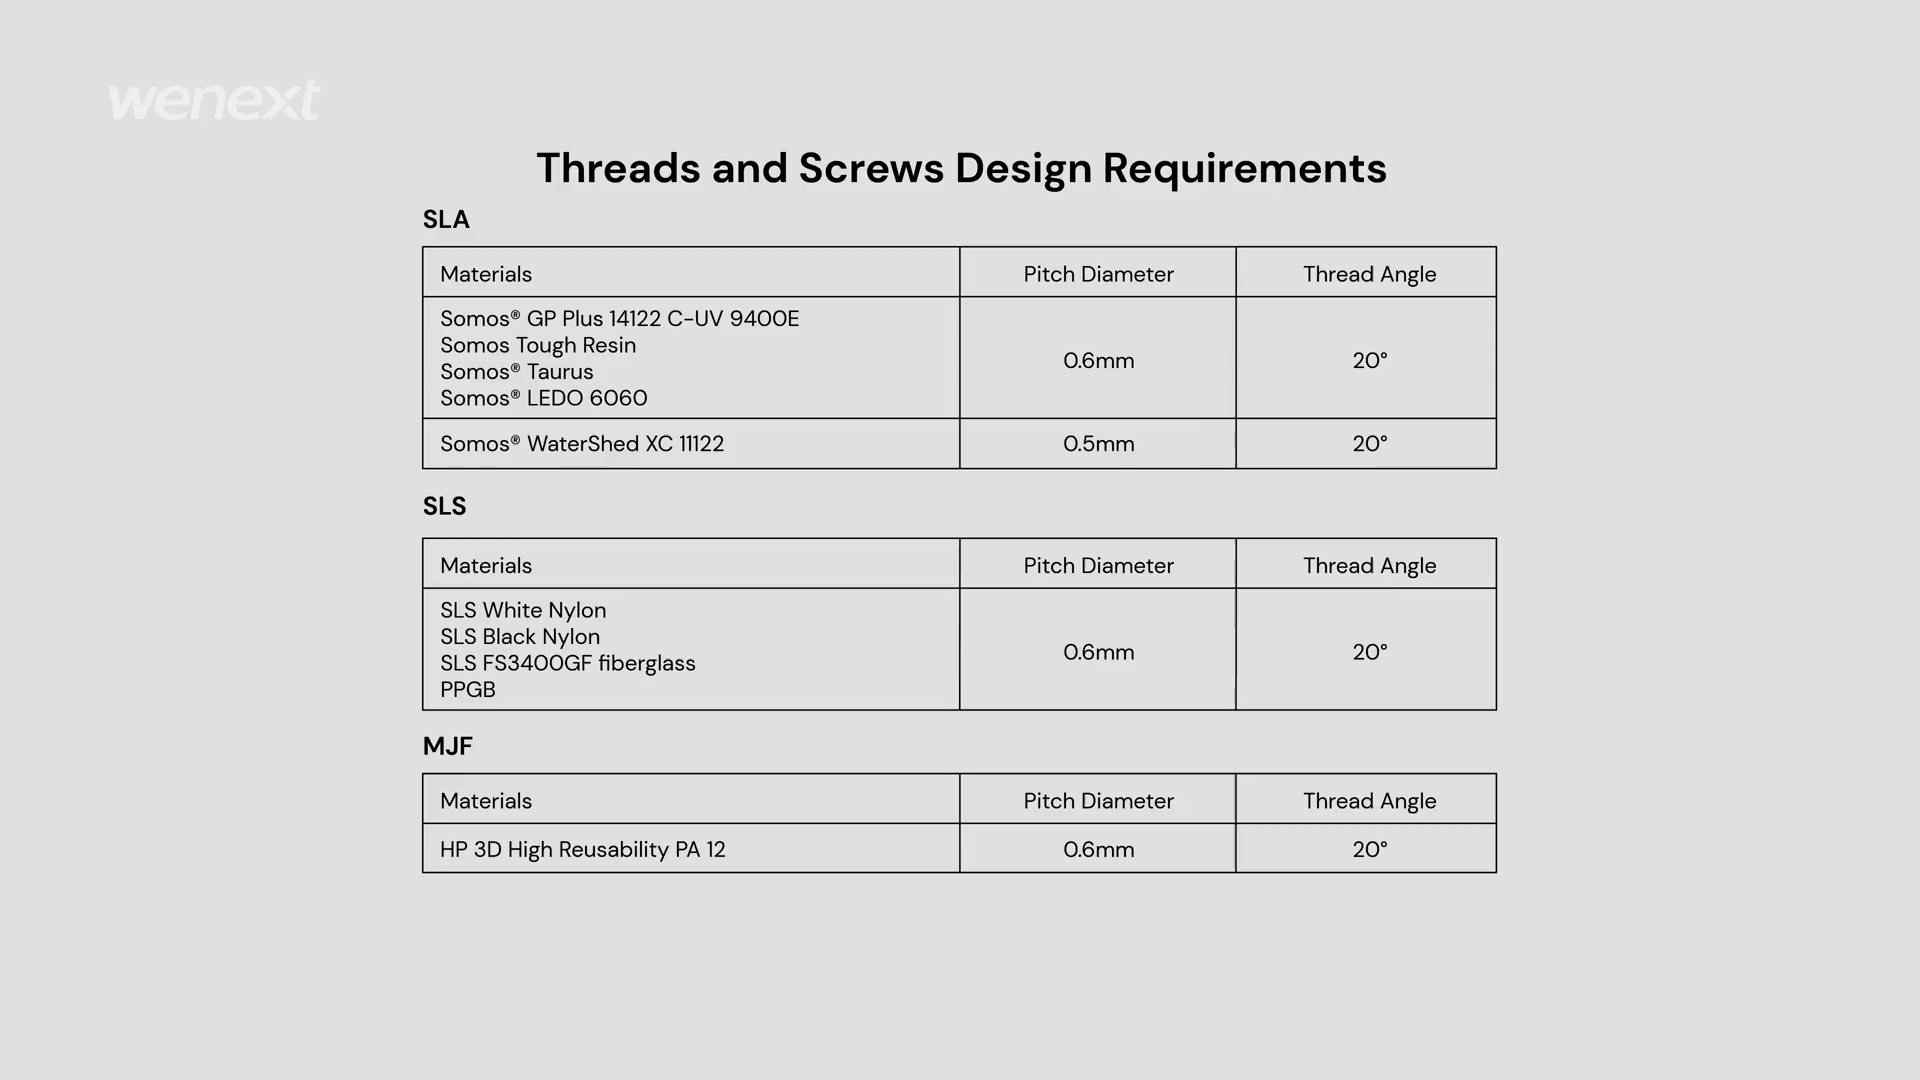 wenext
Threads and Screws Design Requirements
SLA
Materials Pitch Diameter Thread Angle
Somos® GP Plus 14122 C-UV 9400E
Somos Tough Resin
Somos® Taurus
Somos® LEDO 6060
0.6mm 20°
Somos® WaterShed XC 11122 0.5mm 20°
SLS
Materials Pitch Diameter Thread Angle
SLS White Nylon
SLS Black Nylon
SLS FS3400GF fiberglass
PPGB
0.6mm 20°
MJF
Materials Pitch Diameter Thread Angle
HP 3D High Reusability PA 12 0.6mm 20°